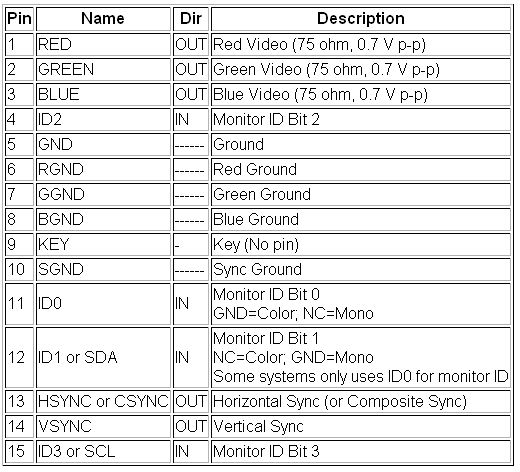 Pin Name Dir Description
1 RED OUT Red Video (75 ohm, 0.7 V p-p)
2 GREEN OUT Green Video (75 ohm, 0.7 V p-p)
3 BLUE OUT Blue Video (75 ohm, 0.7 V p-p)
4 ID2 IN Monitor ID Bit 2
5 GND ------ Ground
6 RGND ------ Red Ground
7 GGND ------ Green Ground
8 BGND ------ Blue Ground
9 KEY - Key (No pin)
10 SGND ------ Sync Ground
11 ID0 IN Monitor ID Bit 0
GND=Color; NC=Mono
12 ID1 or SDA IN Monitor ID Bit 1
NC=Color; GND=Mono
Some systems only uses ID0 for monitor ID
13 HSYNC or CSYNC OUT Horizontal Sync (or Composite Sync)
14 VSYNC OUT Vertical Sync
15 ID3 or SCL IN Monitor ID Bit 3